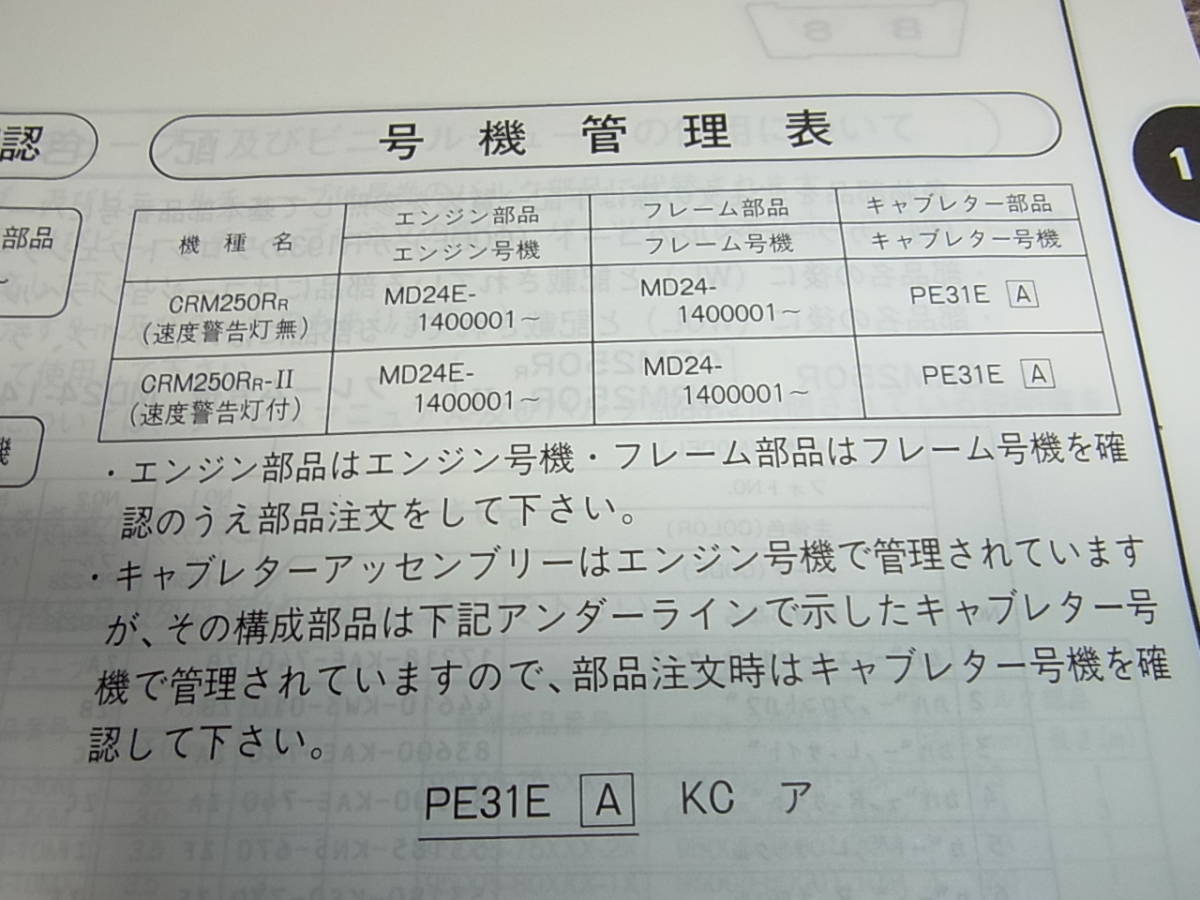 認
号機管理表
1
部品
機種名
エンジン部品
エンジン号機
フレーム部品
フレーム号機
キャブレター部品
キャブレター号機
CRM250RR
(速度警告灯無)
MD24E-
1400001～
MD24-
1400001～
PE31E A
CRM250RR-II
(速度警告灯付)
MD24E-
1400001～
MD24-
1400001～
PE31E A
機
・エンジン部品はエンジン号機・フレーム部品はフレーム号機を確
認のうえ部品注文をして下さい。
・キャブレターアッセンブリーはエンジン号機で管理されています
が、その構成部品は下記アンダーラインで示したキャブレター号
機で管理されていますので、部品注文時はキャブレター号機を確
認して下さい。
PE31E A KC ア